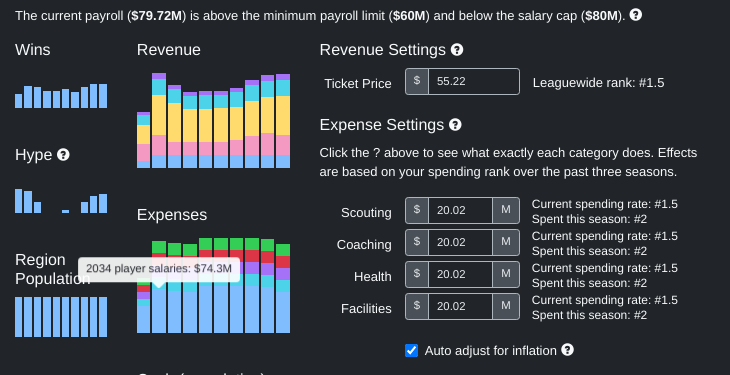 The current payroll ($79.72M) is above the minimum payroll limit ($60M) and below the salary cap ($80M). ?
Wins
Revenue
Revenue Settings ?
Ticket Price
$
55.22
Leaguewide rank: #1.5
Expense Settings ?
Hype ?
Click the ? above to see what exactly each category does. Effects
are based on your spending rank over the past three seasons.
Expenses
Scouting
$
20.02
M
Current spending rate: #1.5
Spent this season: #2
Coaching
$
20.02
M
Current spending rate: #1.5
Spent this season: #2
Region
Population
2034 player salaries: $74.3M
Health
$
20.02
M
Current spending rate: #1.5
Spent this season: #2
Facilities
$
20.02
M
Current spending rate: #1.5
Spent this season: #2
Auto adjust for inflation ?